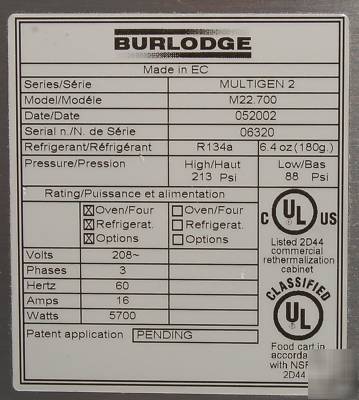 BURLODGE
Made in EC
Series/Série MULTIGEN 2
Model/Modéle M22.700
Date/Date 052002
Serial n./N. de Série 06320
Refrigerant/Réfrigérant R134a 6.4 oz (180g.)
Pressure/Pression High/Haut 213 Psi Low/Bas 88 Psi
Rating/Puissance et alimentation
Oven/Four Oven/Four
Refrigerat. Refrigerat.
Options Options
Volts 208~
Phases 3
Hertz 60
Amps 16
Watts 5700
Patent application PENDING
C UL US
Listed 2D44
commercial
rethermalization
cabinet
CLASSIFIED
UL
Food cart in
accordanc
with NSF
2D44